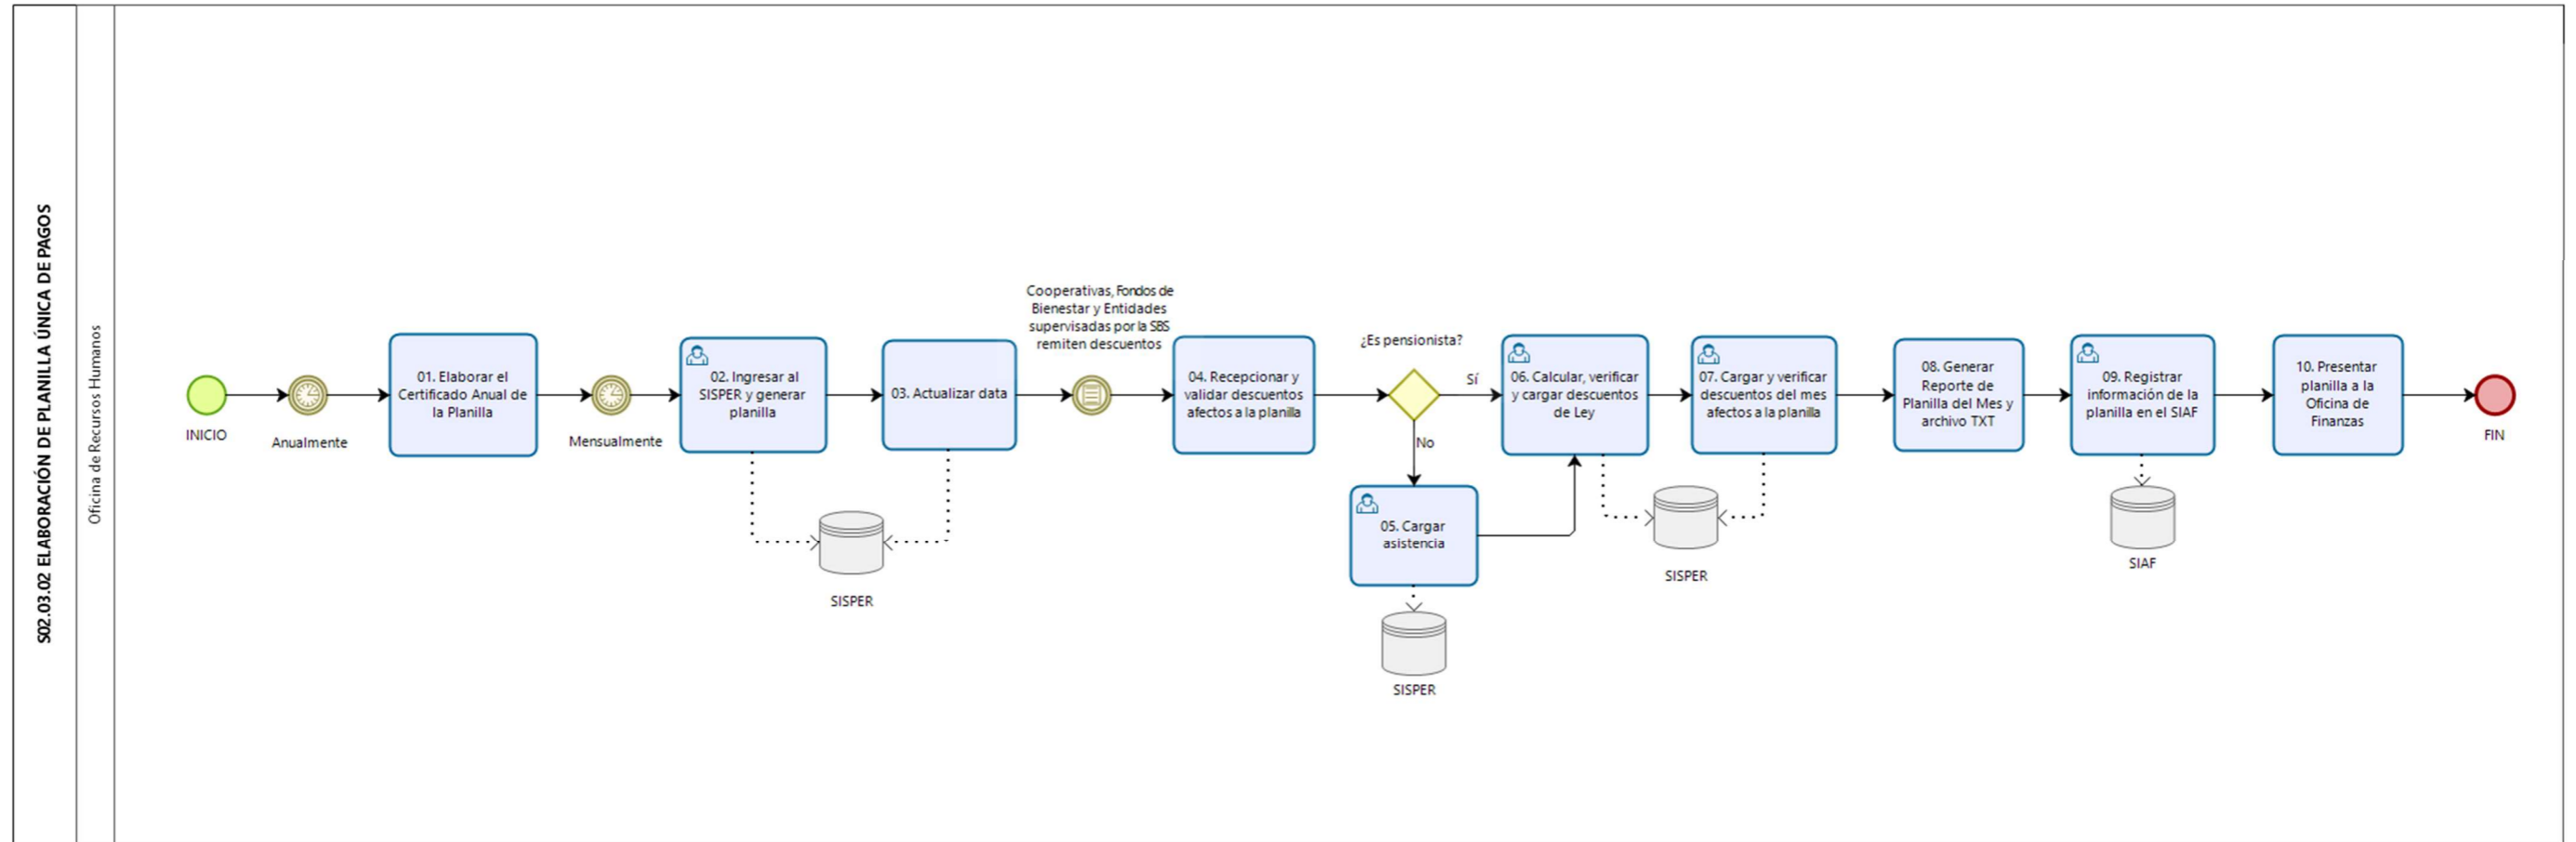 S02.03.02 ELABORACIÓN DE PLANILLA ÚNICA DE PAGOS
Oficina de Recursos Humanos
INICIO
Anualmente
01. Elaborar el
Certificado Anual de
la Planilla
Mensualmente
02. Ingresar al
SISPER y generar
planilla
03. Actualizar data
SISPER
Cooperativas, Fondos de
Bienestar y Entidades
supervisadas por la SBS
remiten descuentos
04. Recepcionar y
validar descuentos
afectos a la planilla
¿Es pensionista?
Sí
No
05. Cargar
asistencia
SISPER
06. Calcular, verificar
y cargar descuentos
de Ley
07. Cargar y verificar
descuentos del mes
afectos a la planilla
SISPER
08. Generar
Reporte de
Planilla del Mes y
archivo TXT
09. Registrar
información de la
planilla en el SIAF
SIAF
10. Presentar
planilla a la
Oficina de
Finanzas
FIN